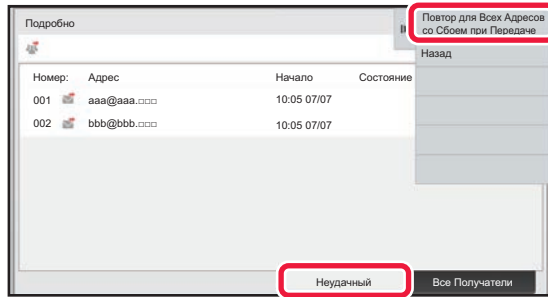 Подробно
Повтор для Всех Адресов
со Сбоем при Передаче
Назад
Номер: Адрес Начало Состояние
001 aaa@aaa.□□□ 10:05 07/07
002 bbb@bbb.□□□ 10:05 07/07
Неудачный Все Получатели